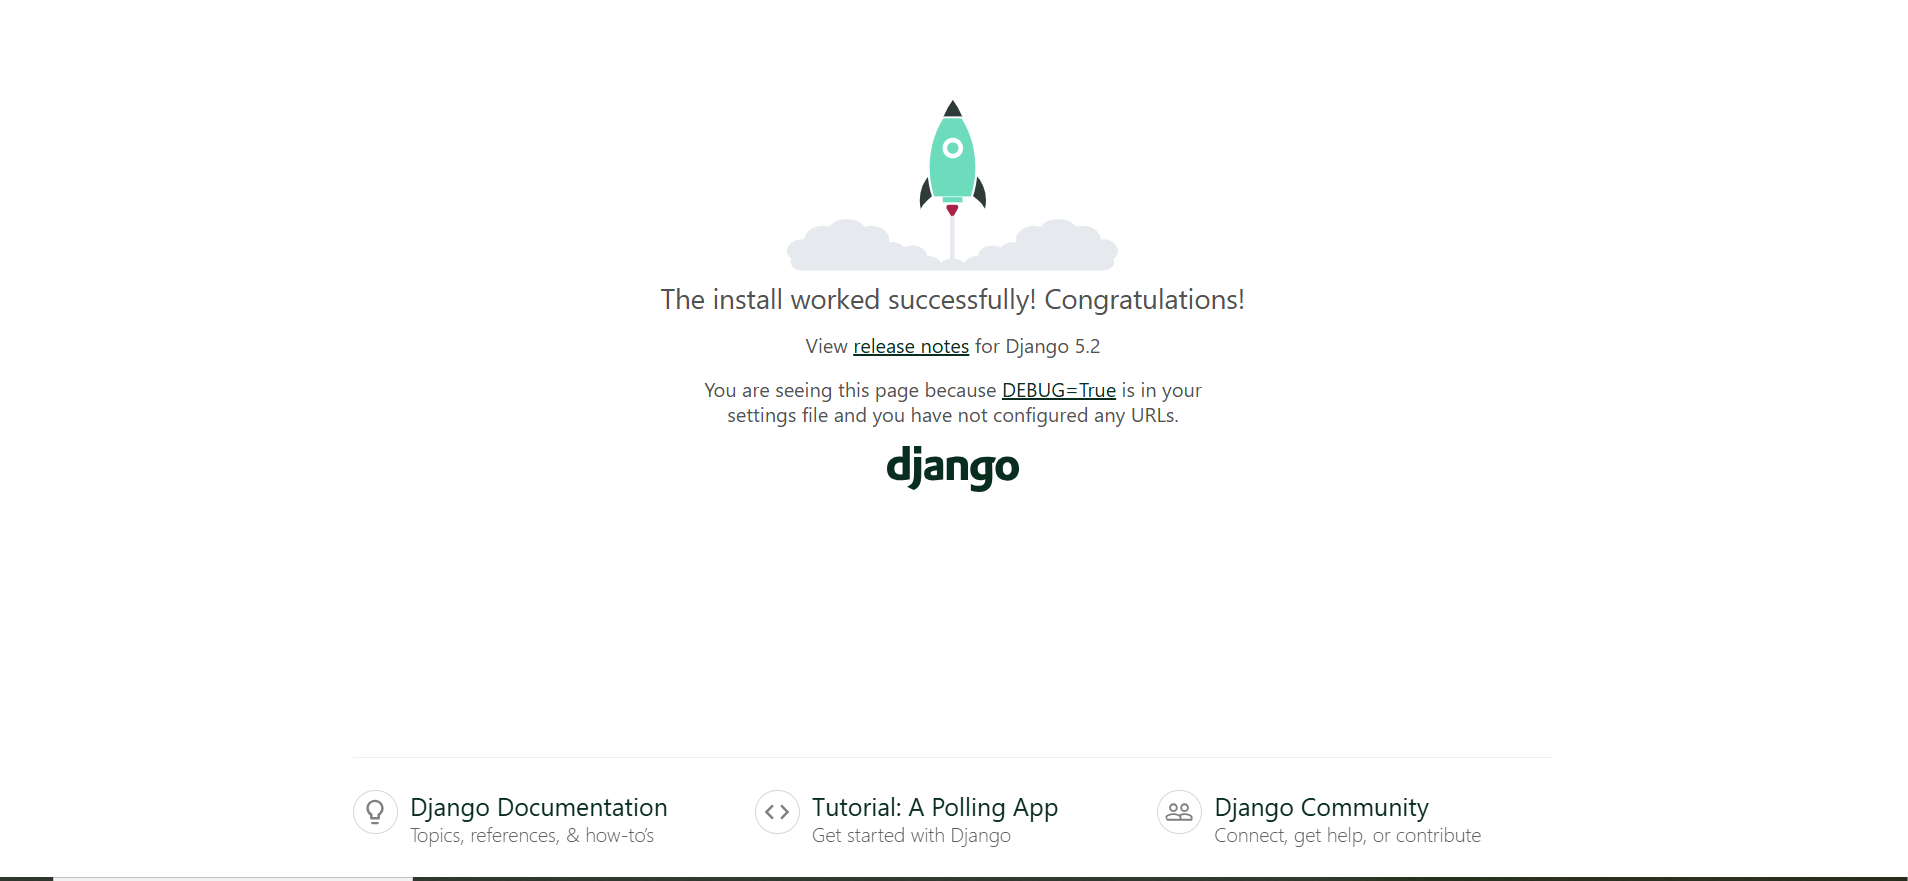 The install worked successfully! Congratulations!
View release notes for Django 5.2
You are seeing this page because DEBUG=True is in your
settings file and you have not configured any URLs.
django
Django Documentation
Topics, references, & how-to's
Tutorial: A Polling App
Get started with Django
Django Community
Connect, get help, or contribute